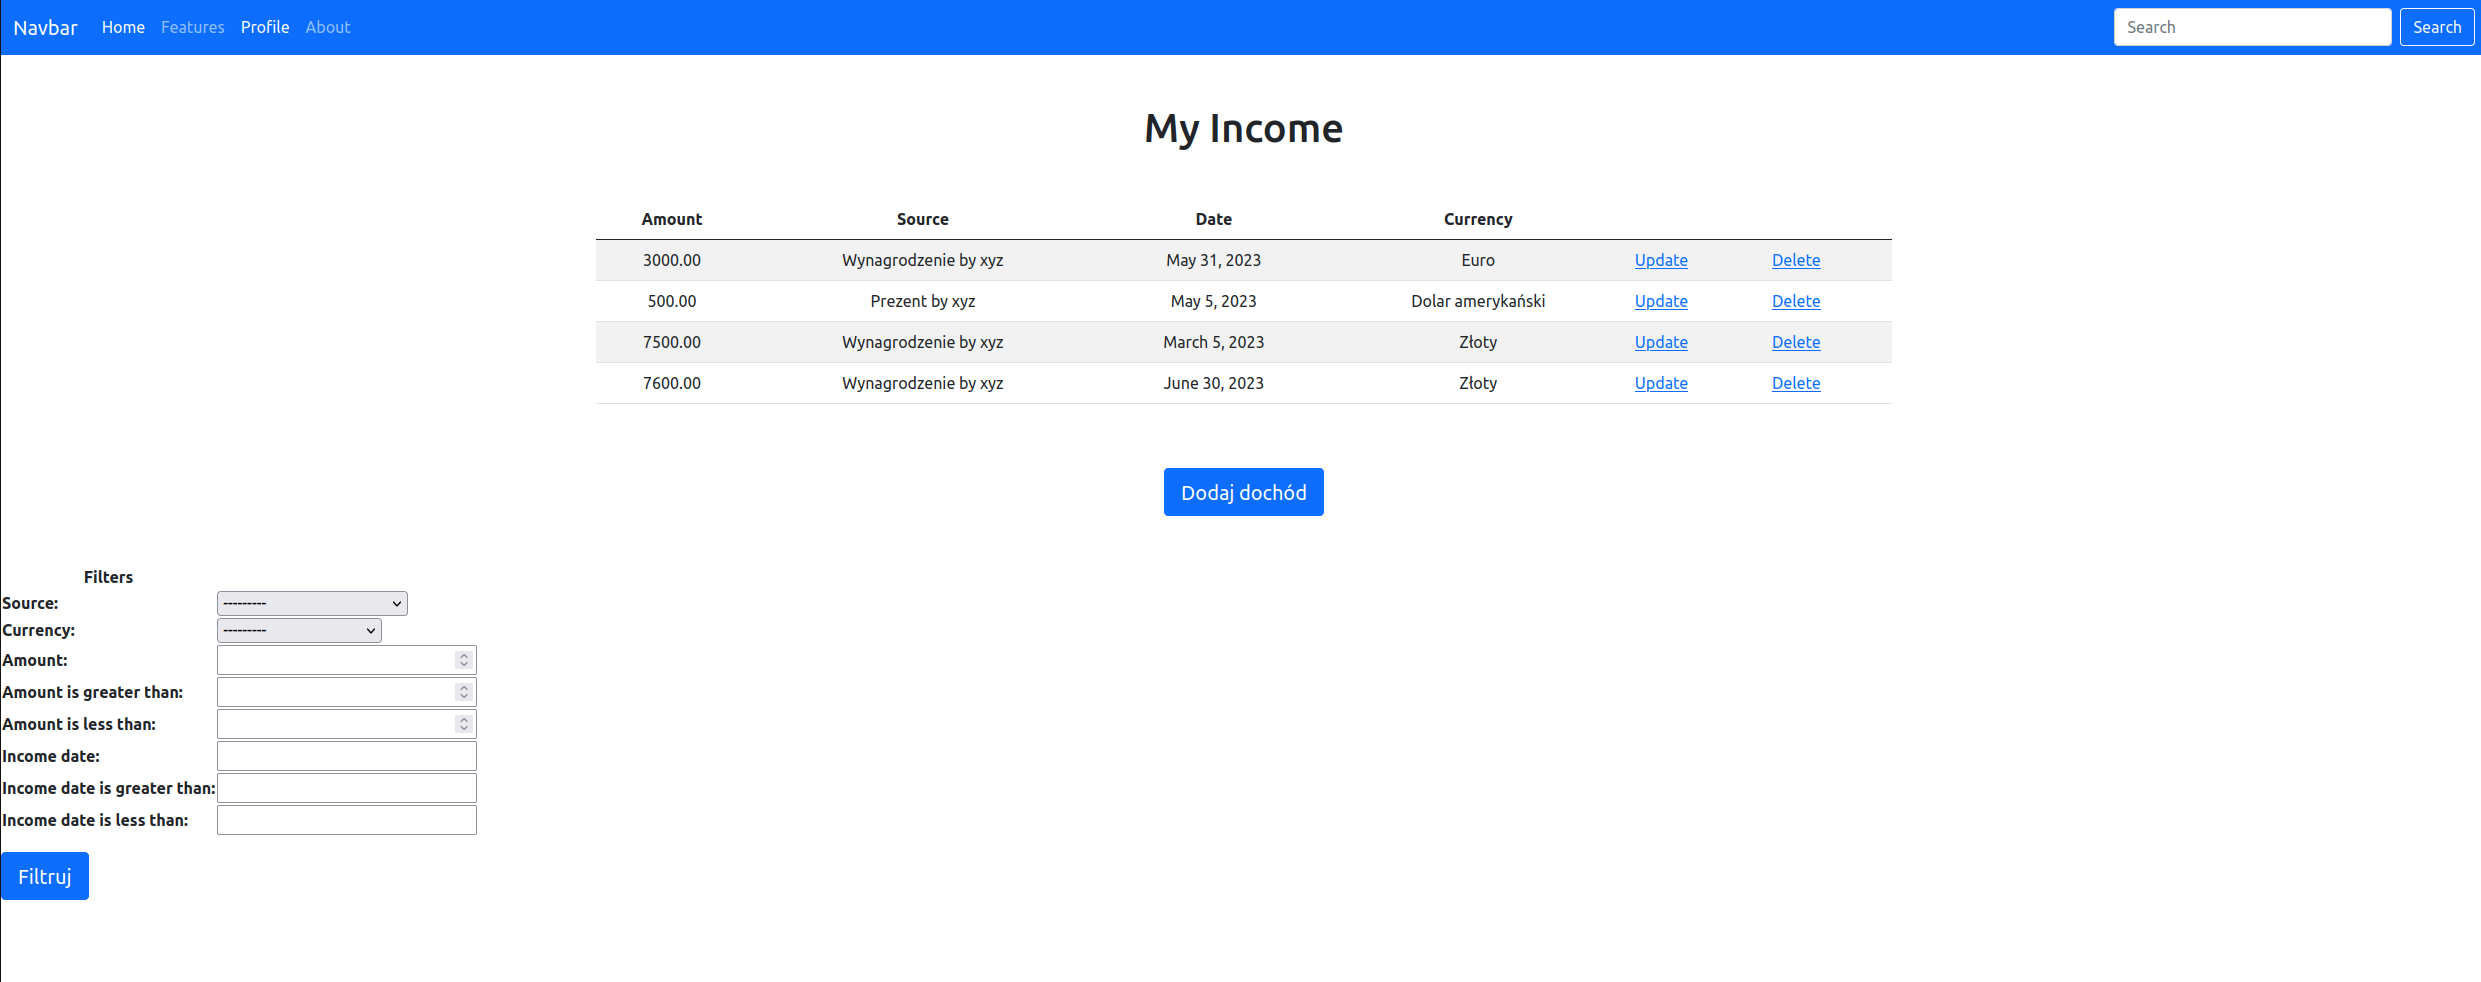 Navbar Home Features Profile About Search Search
My Income
Amount Source Date Currency
3000.00 Wynagrodzenie by xyz May 31, 2023 Euro Update Delete
500.00 Prezent by xyz May 5, 2023 Dolar amerykański Update Delete
7500.00 Wynagrodzenie by xyz March 5, 2023 Złoty Update Delete
7600.00 Wynagrodzenie by xyz June 30, 2023 Złoty Update Delete
Dodaj dochód
Filters
Source: ---------
Currency: ---------
Amount:
Amount is greater than:
Amount is less than:
Income date:
Income date is greater than:
Income date is less than:
Filtruj